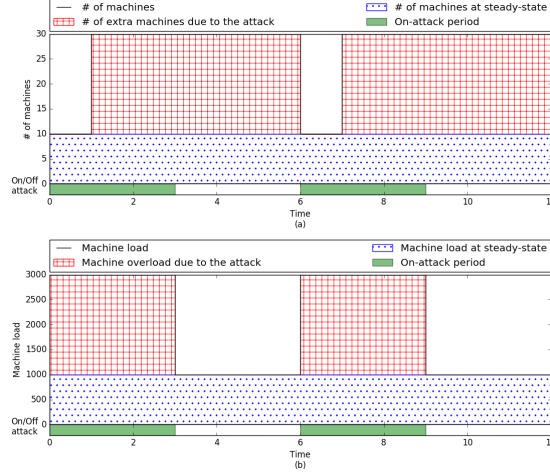 # of machines
# of machines at steady-state
# of extra machines due to the attack
On-attack period
30
25
20
15
10
5
0
# of machines
On/Off
attack
0 2 4 6 8 10 12
Time
(a)
Machine load
Machine load at steady-state
Machine overload due to the attack
On-attack period
3000
2500
2000
1500
1000
500
0
Machine load
On/Off
attack
0 2 4 6 8 10 12
Time
(b)